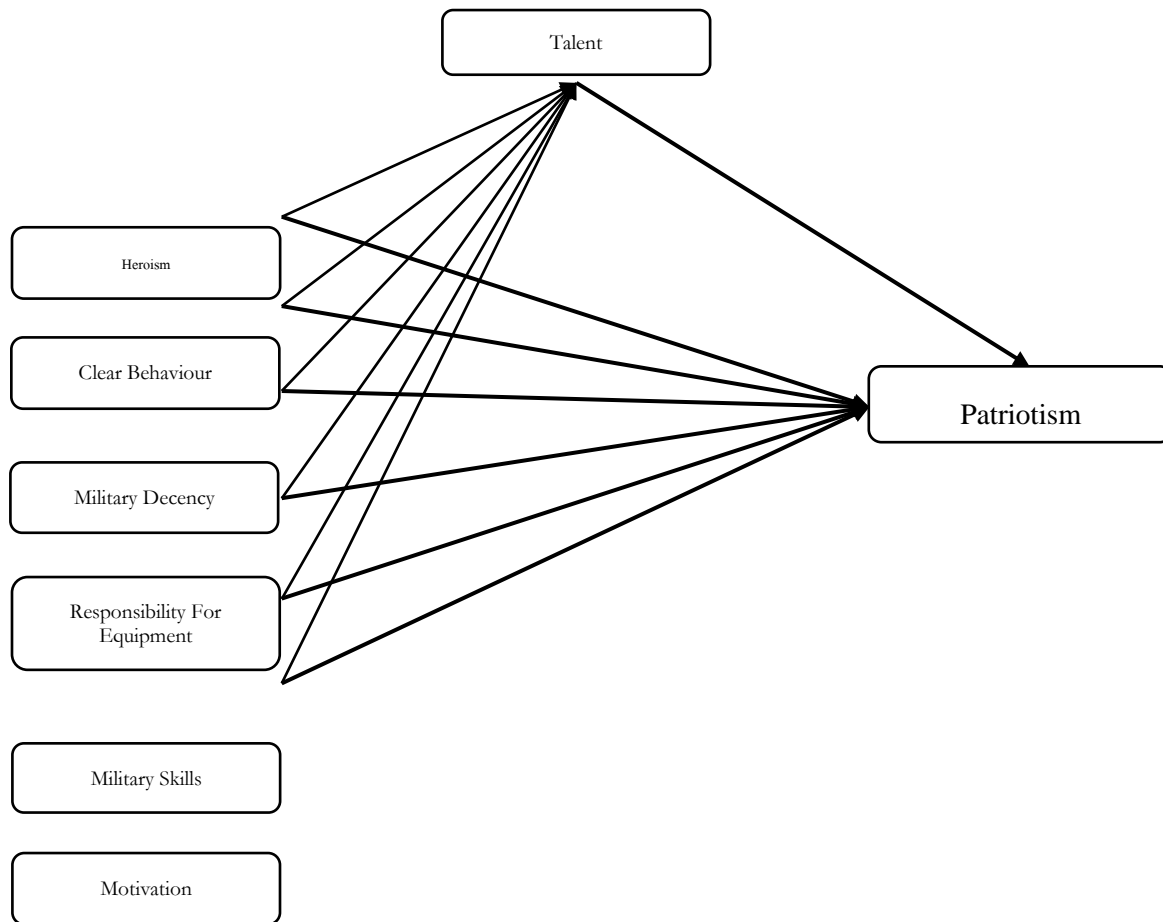 Talent
Heroism
Clear Behaviour
Patriotism
Military Decency
Responsibility For
Equipment
Military Skills
Motivation